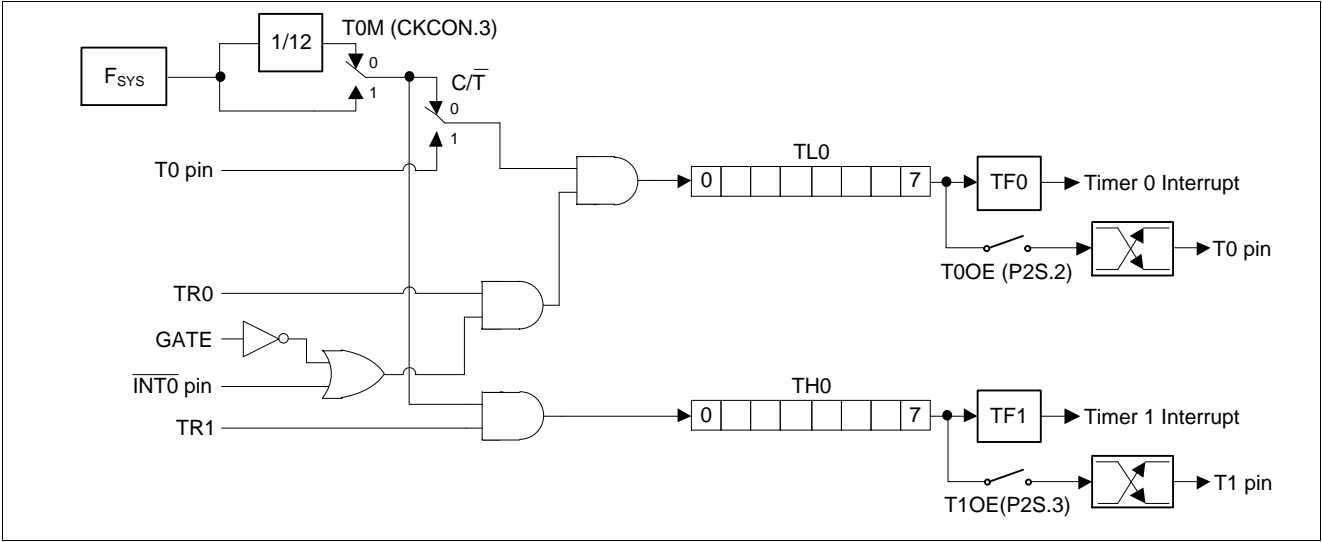 T0M (CKCON.3)
1/12
F_SYS
0
1
C/T̅
0
1
T0 pin
TL0
0 7
TF0
Timer 0 Interrupt
T0OE (P2S.2)
T0 pin
TR0
GATE
I̅N̅T̅0̅ pin
TR1
TH0
0 7
TF1
Timer 1 Interrupt
T1OE(P2S.3)
T1 pin